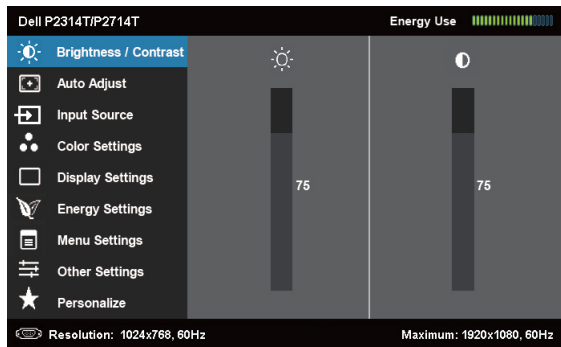 Dell P2314T/P2714T
Energy Use
Brightness / Contrast
Auto Adjust
Input Source
Color Settings
Display Settings
Energy Settings
Menu Settings
Other Settings
Personalize
75
75
Resolution: 1024x768, 60Hz
Maximum: 1920x1080, 60Hz